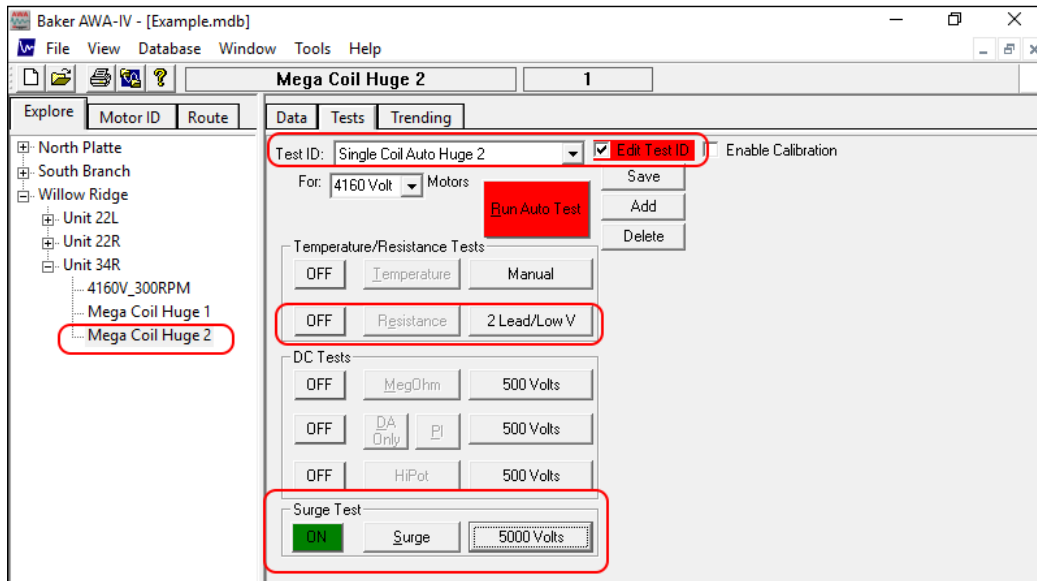 Baker AWA-IV - [Example.mdb]
File View Database Window Tools Help
Mega Coil Huge 2 1
Explore Motor ID Route
North Platte
South Branch
Willow Ridge
Unit 22L
Unit 22R
Unit 34R
4160V_300RPM
Mega Coil Huge 1
Mega Coil Huge 2
Data Tests Trending
Test ID: Single Coil Auto Huge 2 Edit Test ID Enable Calibration
For: 4160 Volt Motors
Run Auto Test
Save
Add
Delete
Temperature/Resistance Tests
OFF Temperature Manual
OFF Resistance 2 Lead/Low V
DC Tests
OFF MegOhm 500 Volts
OFF DA Only PI 500 Volts
OFF HiPot 500 Volts
Surge Test
ON Surge 5000 Volts